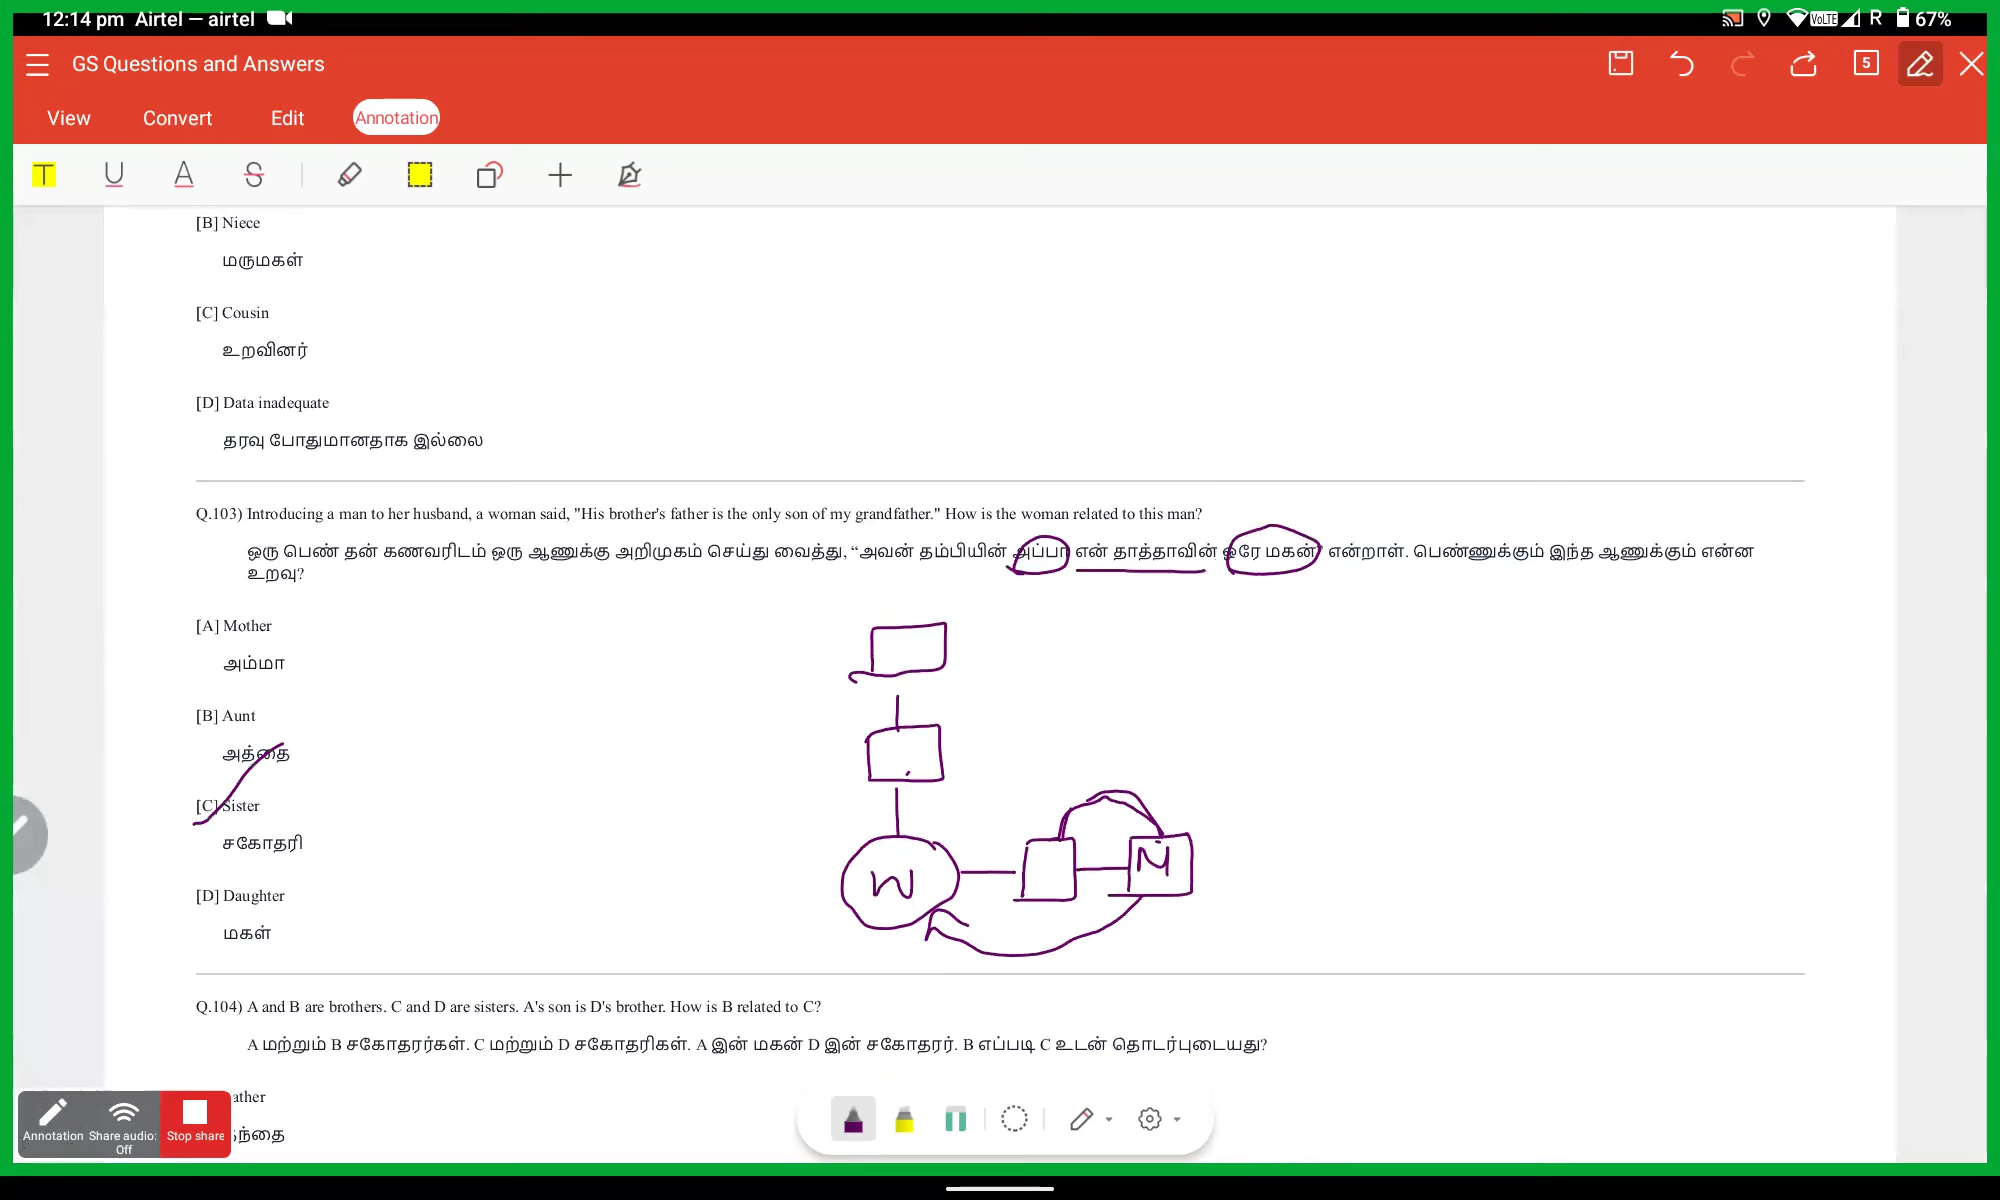 12:14 pm Airtel — airtel
VoLTE R 67%
GS Questions and Answers
5
View Convert Edit Annotation
T U A S
[B] Niece
மருமகள்
[C] Cousin
உறவினர்
[D] Data inadequate
தரவு போதுமானதாக இல்லை
Q.103) Introducing a man to her husband, a woman said, "His brother's father is the only son of my grandfather." How is the woman related to this man?
ஒரு பெண் தன் கணவரிடம் ஒரு ஆணுக்கு அறிமுகம் செய்து வைத்து, “அவன் தம்பியின் அப்பா என் தாத்தாவின் ஒரே மகன்” என்றாள். பெண்ணுக்கும் இந்த ஆணுக்கும் என்ன
உறவு?
[A] Mother
அம்மா
[B] Aunt
அத்தை
[C] Sister
சகோதரி
[D] Daughter
மகள்
W M
Q.104) A and B are brothers. C and D are sisters. A's son is D's brother. How is B related to C?
A மற்றும் B சகோதரர்கள். C மற்றும் D சகோதரிகள். A இன் மகன் D இன் சகோதரர். B எப்படி C உடன் தொடர்புடையது?
ather
ந்தை
Annotation Share audio: Stop share
Off